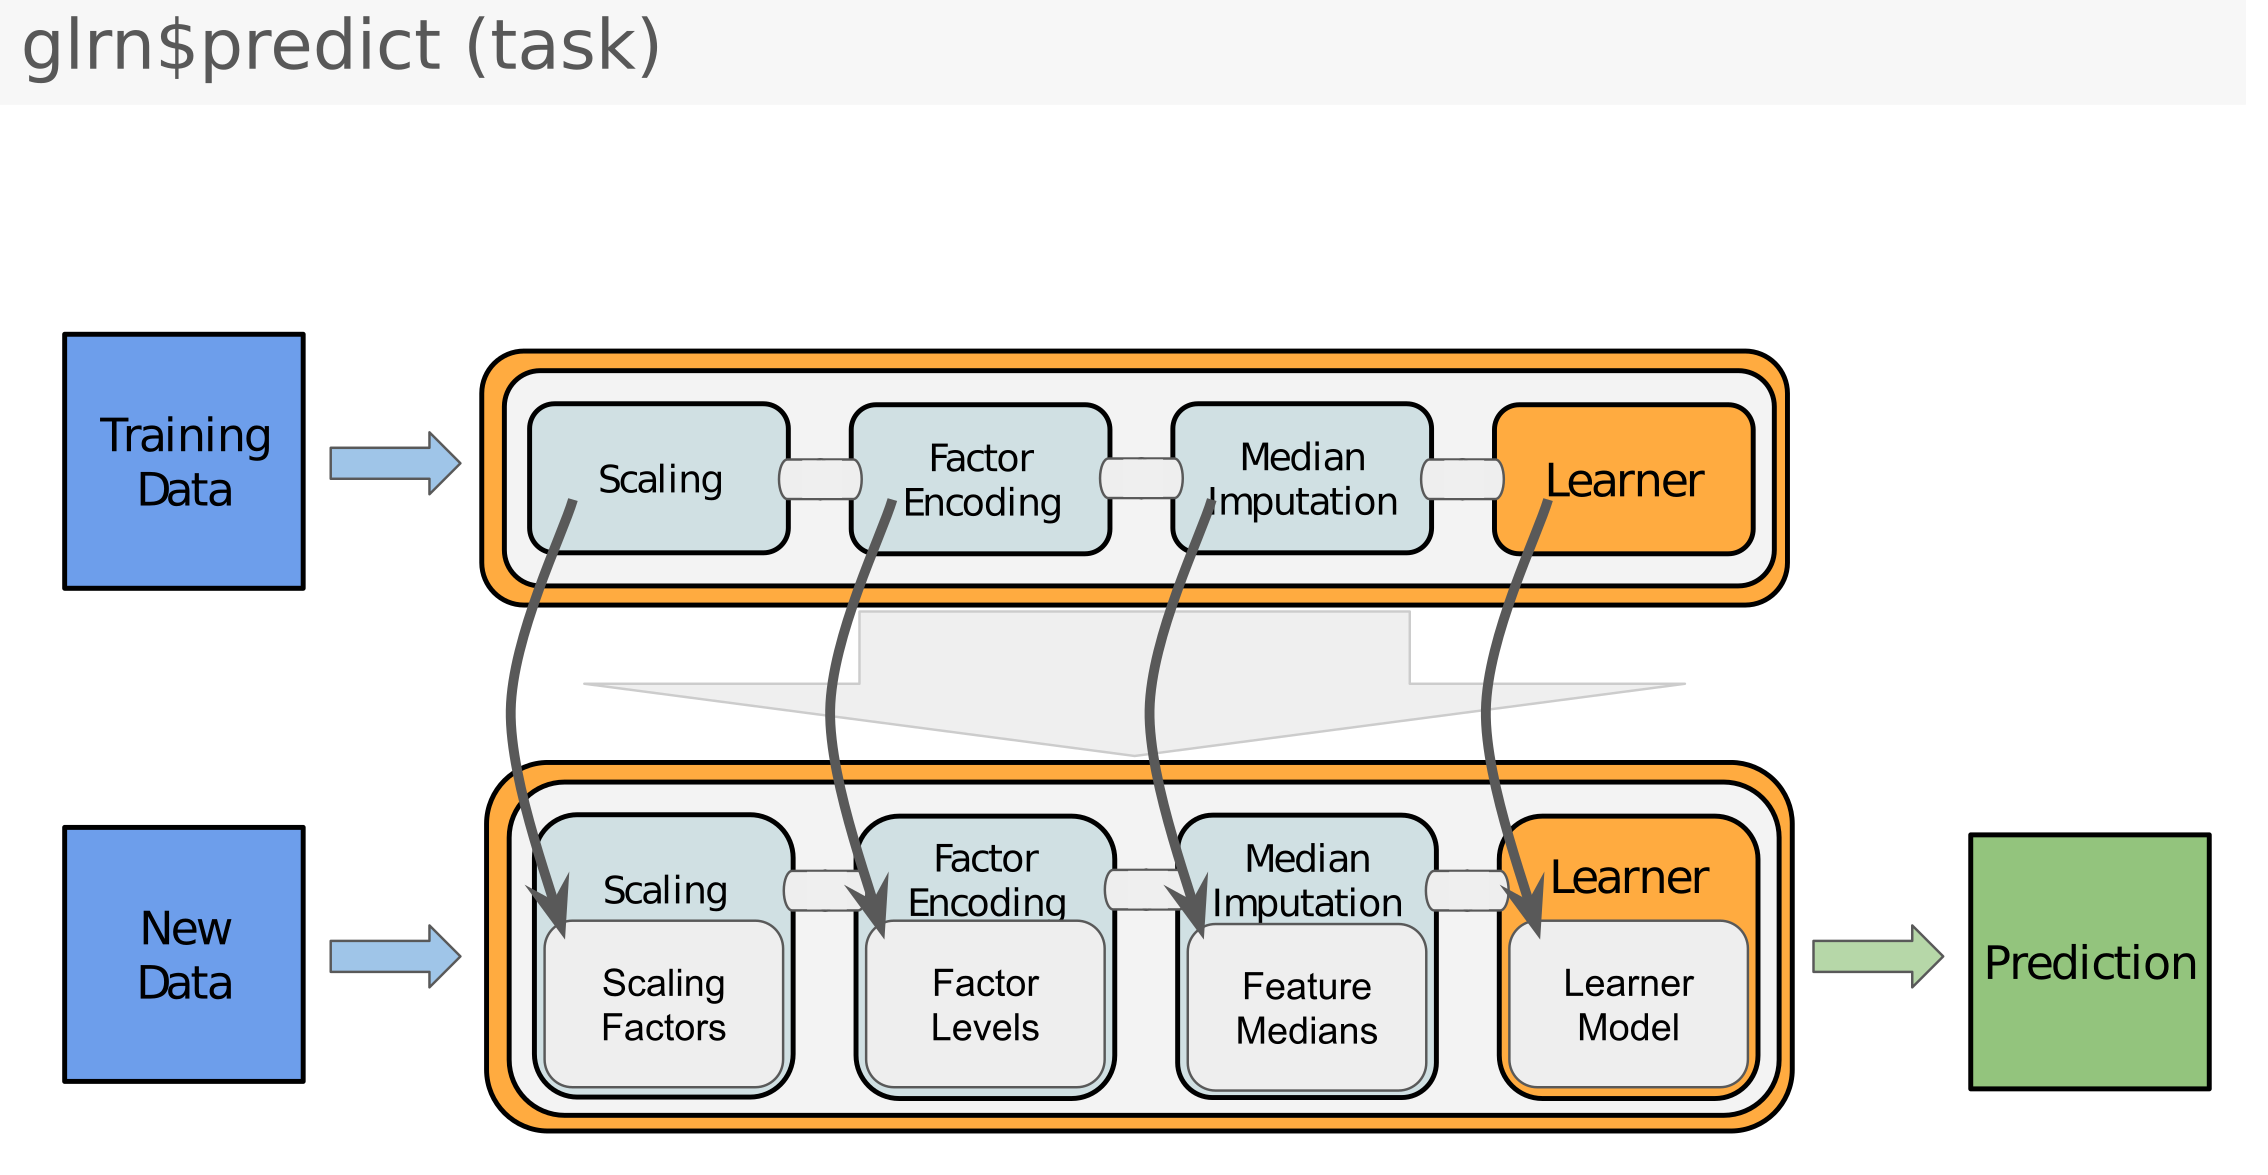 glrn$predict (task)
Training
Data
Scaling
Factor
Encoding
Median
Imputation
Learner
New
Data
Scaling
Scaling
Factors
Factor
Encoding
Factor
Levels
Median
Imputation
Feature
Medians
Learner
Learner
Model
Prediction